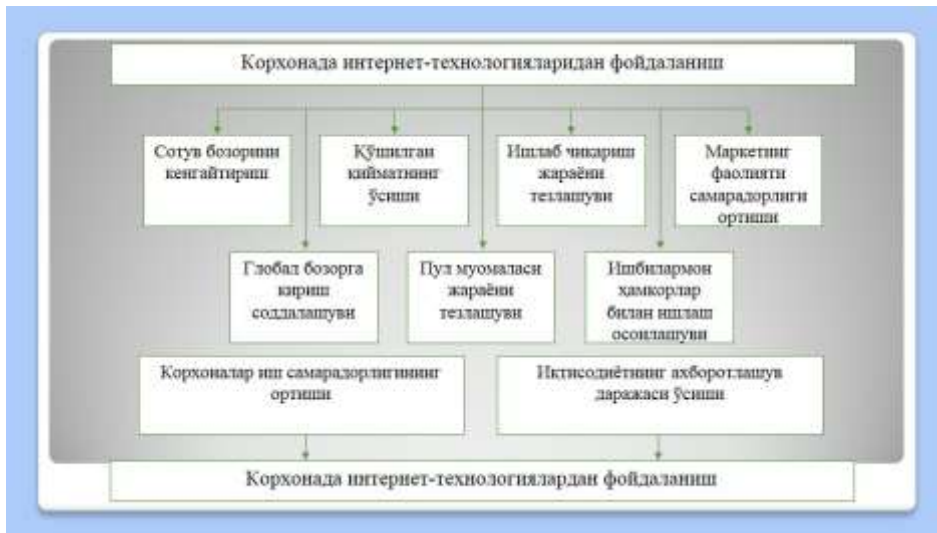 Корхонада интернет-технологияларидан фойдаланиш
Сотув бозорини
кенгайтириш
Қўшилган
қийматнинг
ўсиши
Ишлаб чикариш
жараёни
тезлашуви
Маркетинг
фаолияти
самарадорлиги
ортиши
Глобал бозорга
кириш
соддалашуви
Пул муомаласи
жараёни
тезлашуви
Ишбилармон
ҳамкорлар
билан ишлаш
осонлашуви
Корхоналар иш самарадорлигининг
ортиши
Иктисодиётнинг ахборотлашув
даражаси ўсиши
Корхонада интернет-технологиялардан фойдаланиш